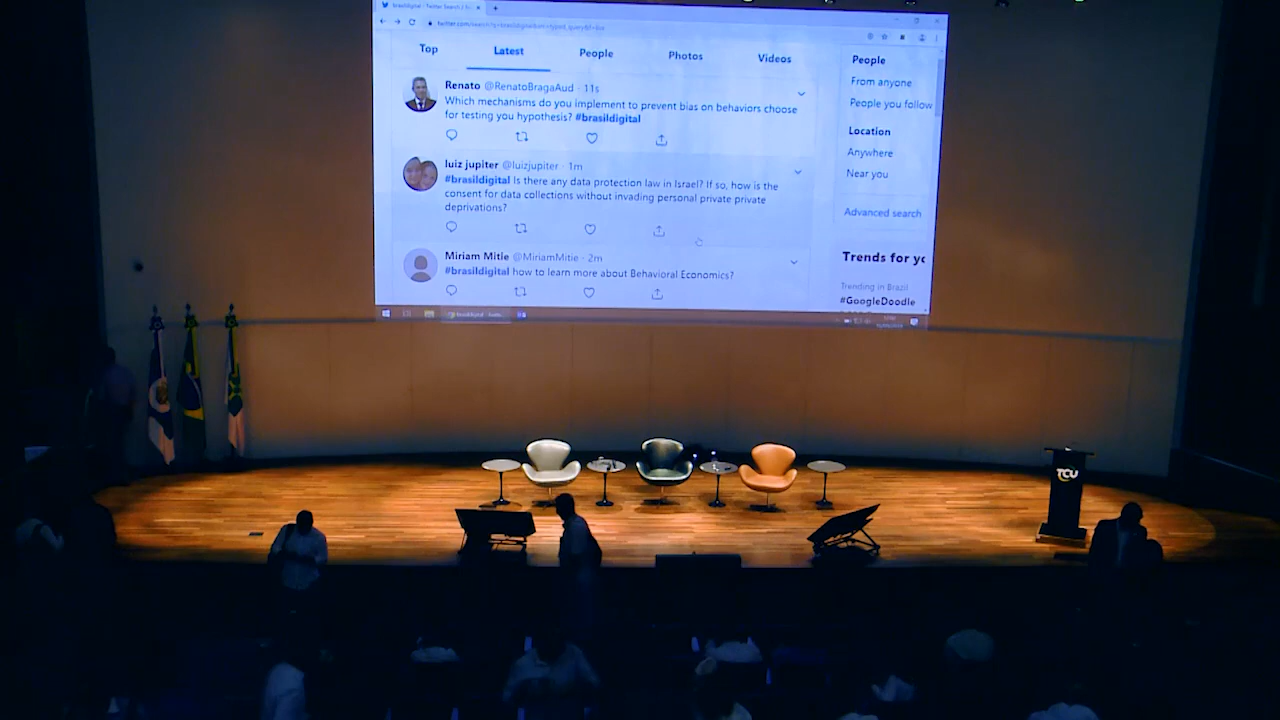 Top
Latest
People
Photos
Videos
Renato @RenatoBragaAud · 11s
Which mechanisms do you implement to prevent bias on behaviors choose
for testing you hypothesis? #brasildigital
luiz jupiter @luizjupiter · 1m
#brasildigital Is there any data protection law in Israel? If so, how is the
consent for data collections without invading personal private private
deprivations?
Miriam Mitie @MiriamMitie · 2m
#brasildigital how to learn more about Behavioral Economics?
People
From anyone
People you follow
Location
Anywhere
Near you
Advanced search
Trends for yo
Trending in Brazil
#GoogleDoodle
TCU